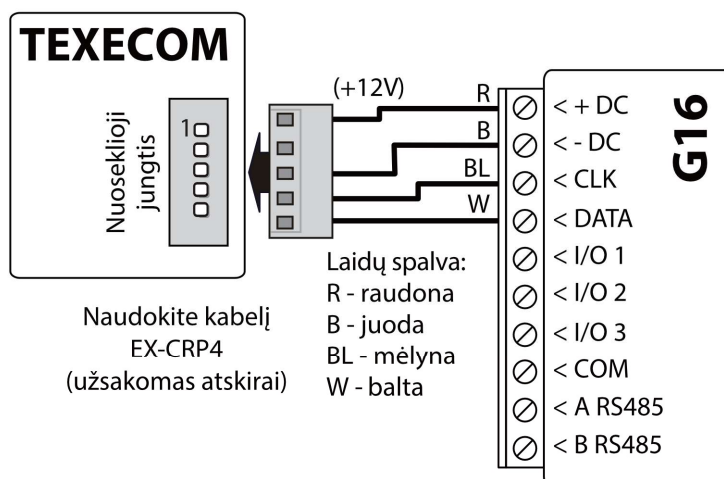 TEXECOM
Nuoseklioji
jungtis
1
(+12V)
R
B
BL
W
< + DC
< - DC
< CLK
< DATA
< I/O 1
< I/O 2
< I/O 3
< COM
< A RS485
< B RS485
G16
Laidų spalva:
R - raudona
B - juoda
BL - mėlyna
W - balta
Naudokite kabelį
EX-CRP4
(užsakomas atskirai)